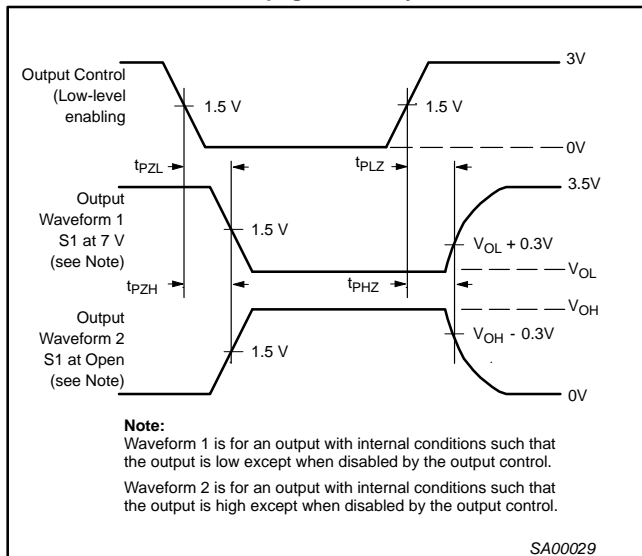 3V
Output Control
(Low-level
enabling
1.5 V
1.5 V
0V
tPZL
tPLZ
3.5V
Output
Waveform 1
S1 at 7 V
(see Note)
1.5 V
VOL + 0.3V
VOL
tPZH
tPHZ
VOH
Output
Waveform 2
S1 at Open
(see Note)
1.5 V
VOH - 0.3V
0V
Note:
Waveform 1 is for an output with internal conditions such that
the output is low except when disabled by the output control.
Waveform 2 is for an output with internal conditions such that
the output is high except when disabled by the output control.
SA00029